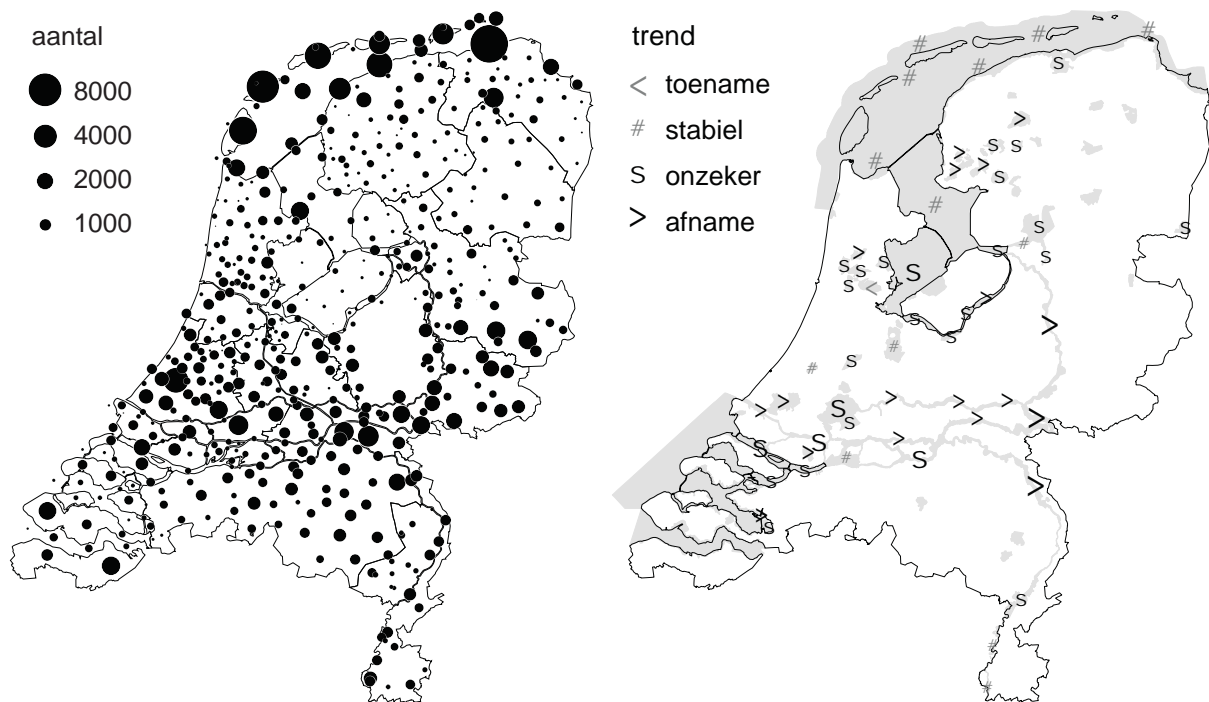 aantal
8000
4000
2000
1000
trend
< toename
# stabiel
S onzeker
> afname